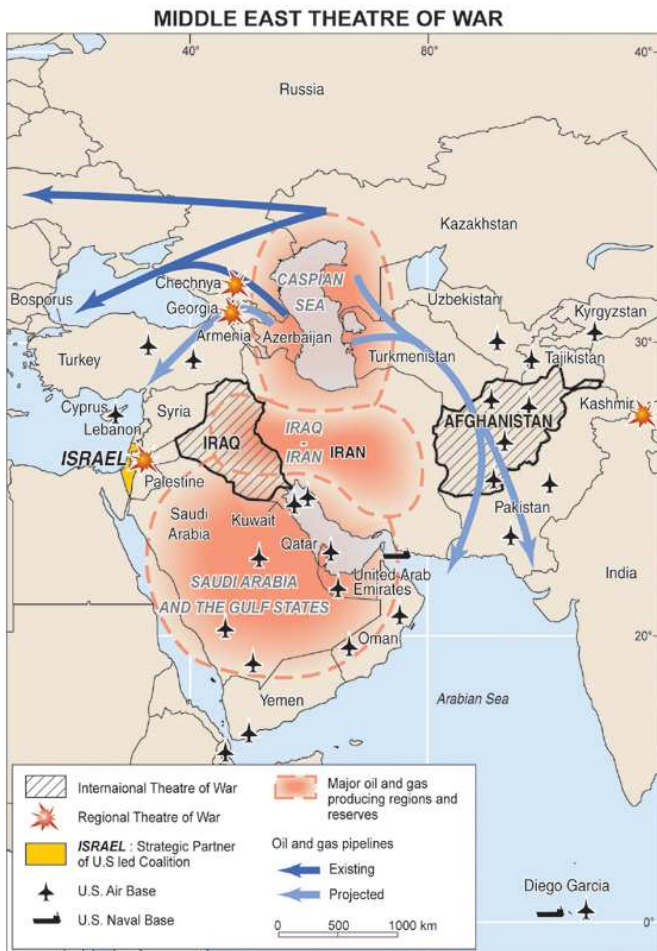 MIDDLE EAST THEATRE OF WAR
40°
80°
Russia
40°
Kazakhstan
CASPIAN
SEA
Chechnya
Bosporus
Georgia
Uzbekistan
Kyrgyzstan
Armenia
Azerbaijan
Turkey
Turkmenistan
Tajikistan
30°
Cyprus
Syria
Kashmir
Lebanon
AFGHANISTAN
IRAQ
IRAQ
- IRAN
IRAN
ISRAEL
Palestine
Pakistan
Saudi
Arabia
Kuwait
Qatar
India
SAUDI ARABIA
AND THE GULF STATES
United Arab
Emirates
20°
Oman
Yemen
Arabian Sea
Internaional Theatre of War
Regional Theatre of War
ISRAEL : Strategic Partner
of U.S led Coalition
U.S. Air Base
U.S. Naval Base
Major oil and gas
producing regions and
reserves
Oil and gas pipelines
Existing
Projected
0 500 1000 km
Diego Garcia
0°